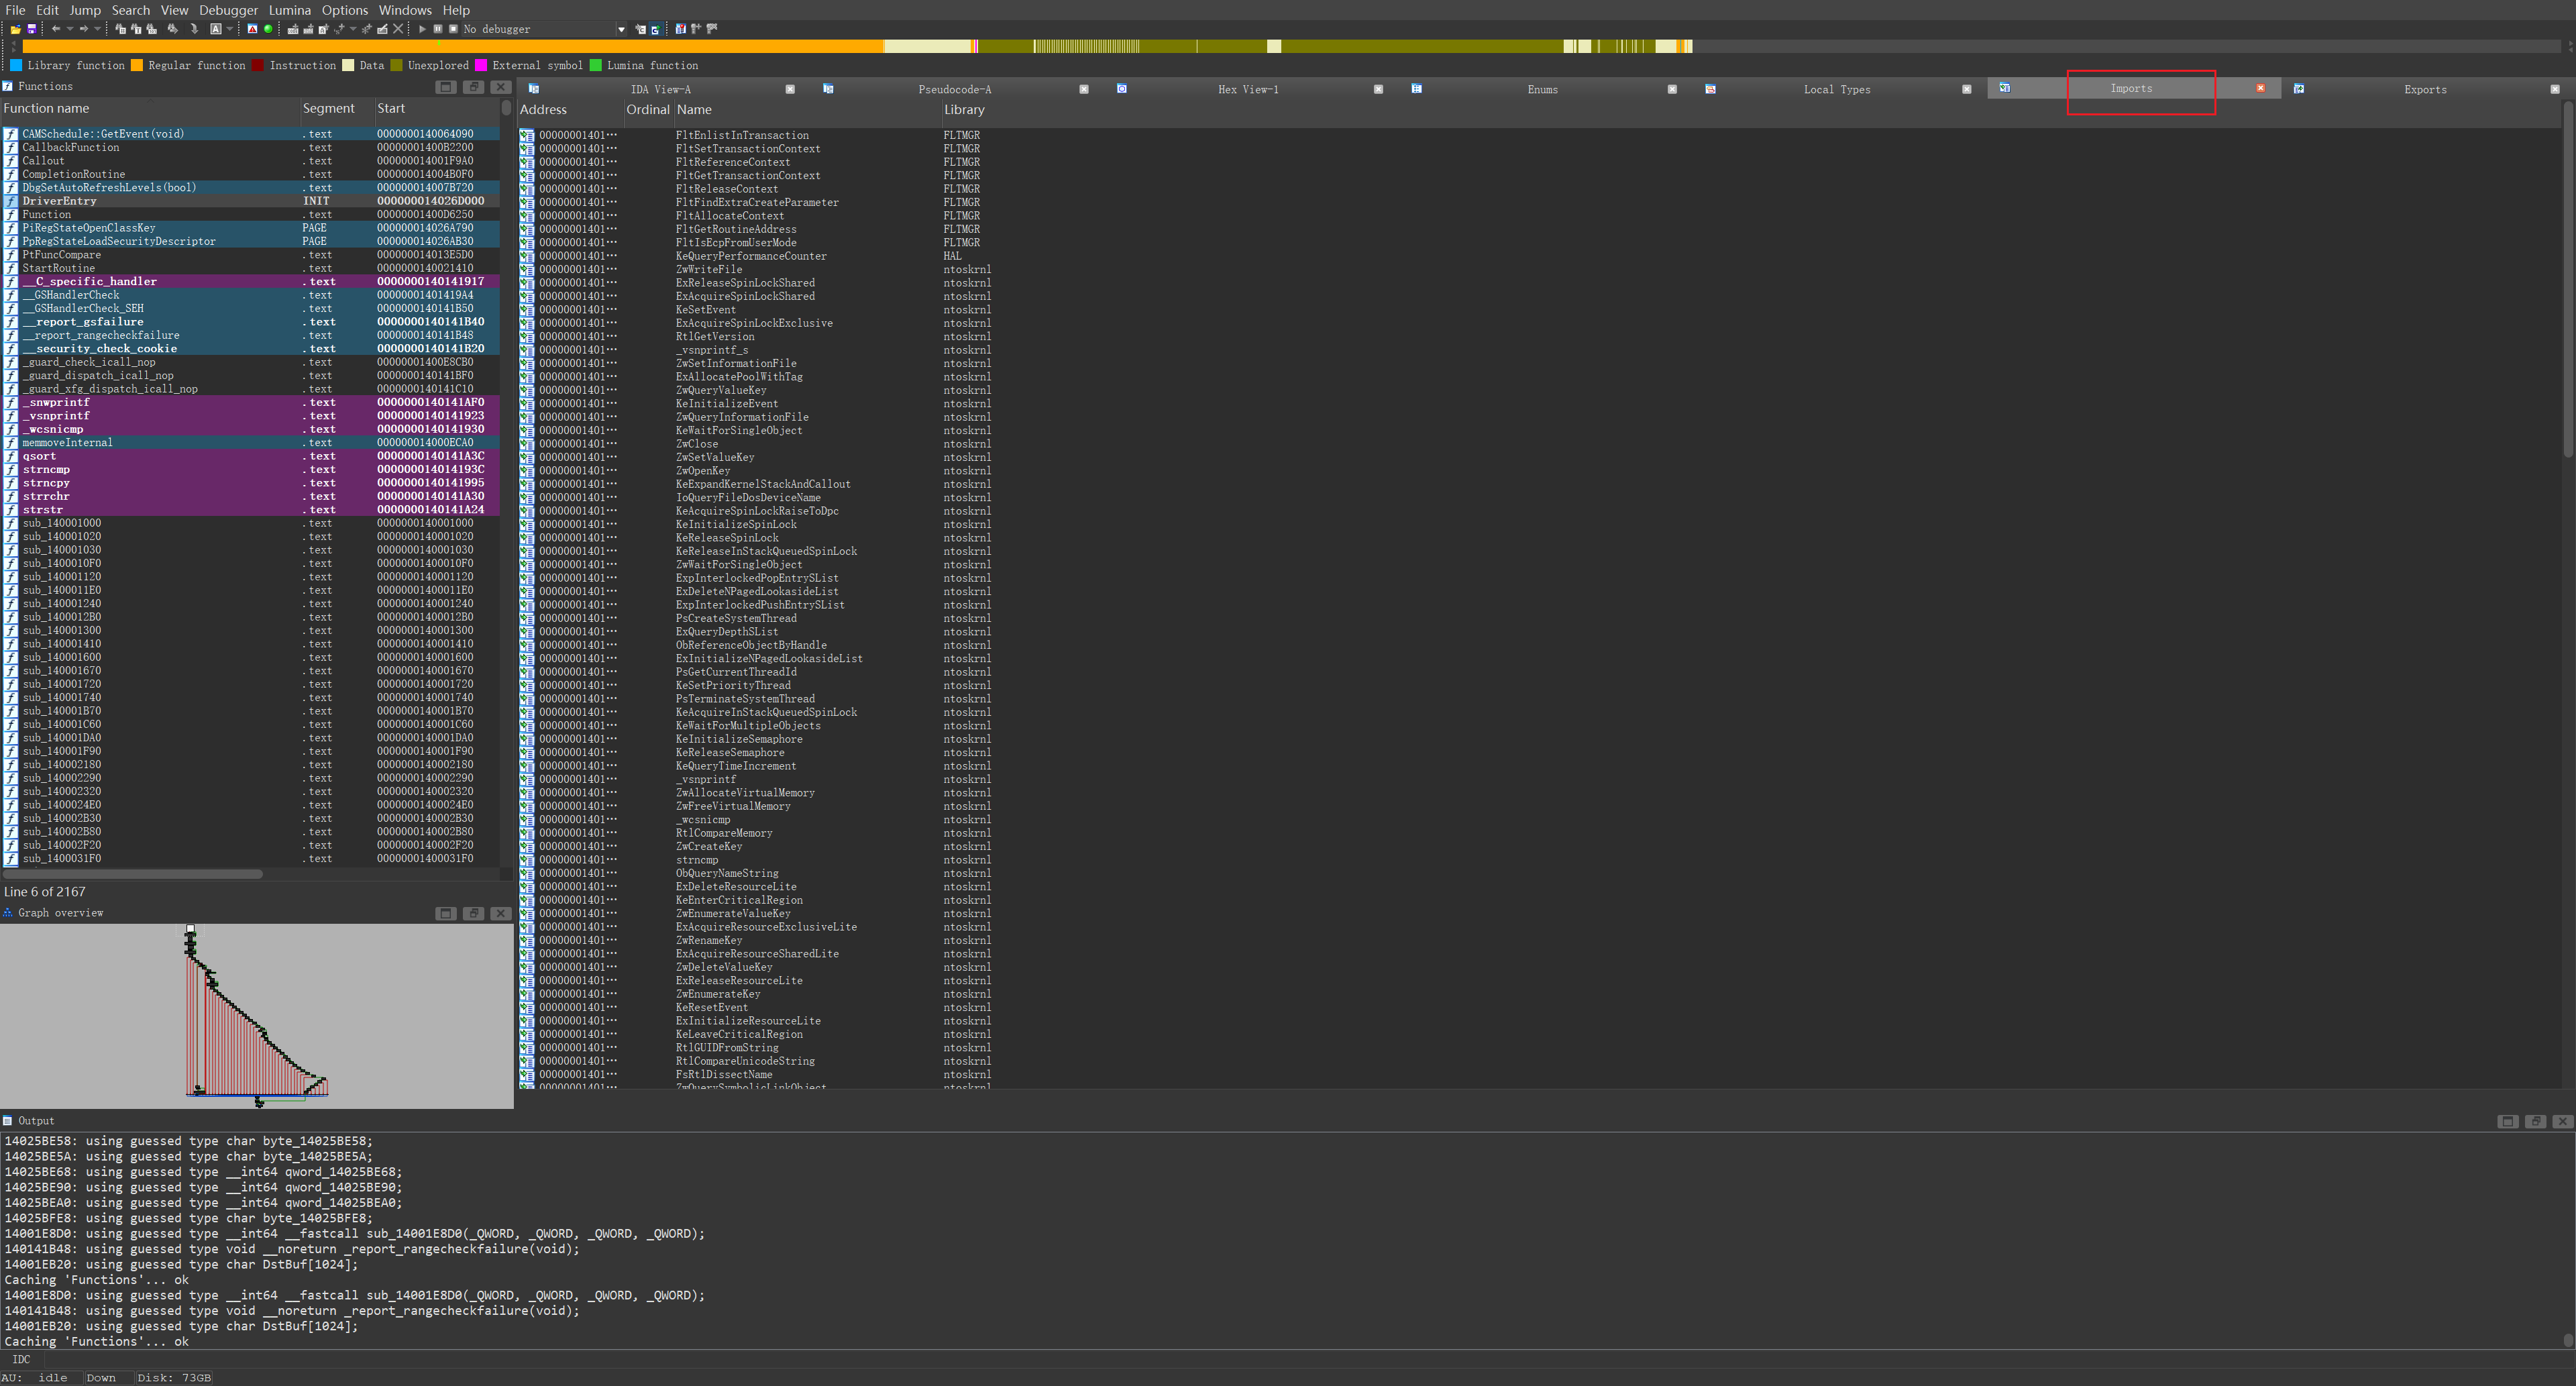 File Edit Jump Search View Debugger Lumina Options Windows Help
No debugger
Library function Regular function Instruction Data Unexplored External symbol Lumina function
Functions
Function name Segment Start
CAMSchedule::GetEvent(void) .text 0000000140064090
CallbackFunction .text 00000001400B2200
Callout .text 000000014001F9A0
CompletionRoutine .text 000000014004B0F0
DbgSetAutoRefreshLevels(bool) .text 000000014007B720
DriverEntry INIT 000000014026D000
Function .text 00000001400D6250
PiRegStateOpenClassKey PAGE 000000014026A790
PpRegStateLoadSecurityDescriptor PAGE 000000014026AB30
PtFuncCompare .text 000000014013E5D0
StartRoutine .text 0000000140021410
__C_specific_handler .text 0000000140141917
__GSHandlerCheck .text 00000001401419A4
__GSHandlerCheck_SEH .text 0000000140141B50
__report_gsfailure .text 0000000140141B40
__report_rangecheckfailure .text 0000000140141B48
__security_check_cookie .text 0000000140141B20
_guard_check_icall_nop .text 00000001400E8CB0
_guard_dispatch_icall_nop .text 0000000140141BF0
_guard_xfg_dispatch_icall_nop .text 0000000140141C10
_snwprintf .text 0000000140141AF0
_vsnprintf .text 0000000140141923
_wcsnicmp .text 0000000140141930
memmoveInternal .text 000000014000ECA0
qsort .text 0000000140141A3C
strncmp .text 000000014014193C
strncpy .text 0000000140141995
strrchr .text 0000000140141A30
strstr .text 0000000140141A24
sub_140001000 .text 0000000140001000
sub_140001020 .text 0000000140001020
sub_140001030 .text 0000000140001030
sub_1400010F0 .text 00000001400010F0
sub_140001120 .text 0000000140001120
sub_1400011E0 .text 00000001400011E0
sub_140001240 .text 0000000140001240
sub_1400012B0 .text 00000001400012B0
sub_140001300 .text 0000000140001300
sub_140001410 .text 0000000140001410
sub_140001600 .text 0000000140001600
sub_140001670 .text 0000000140001670
sub_140001720 .text 0000000140001720
sub_140001740 .text 0000000140001740
sub_140001B70 .text 0000000140001B70
sub_140001C60 .text 0000000140001C60
sub_140001DA0 .text 0000000140001DA0
sub_140001F90 .text 0000000140001F90
sub_140002180 .text 0000000140002180
sub_140002290 .text 0000000140002290
sub_140002320 .text 0000000140002320
sub_1400024E0 .text 00000001400024E0
sub_140002B30 .text 0000000140002B30
sub_140002B80 .text 0000000140002B80
sub_140002F20 .text 0000000140002F20
sub_1400031F0 .text 00000001400031F0
Line 6 of 2167
Graph overview
IDA View-A Pseudocode-A Hex View-1 Enums Local Types Imports Exports
Address Ordinal Name Library
00000001401··· FltEnlistInTransaction FLTMGR
00000001401··· FltSetTransactionContext FLTMGR
00000001401··· FltReferenceContext FLTMGR
00000001401··· FltGetTransactionContext FLTMGR
00000001401··· FltReleaseContext FLTMGR
00000001401··· FltFindExtraCreateParameter FLTMGR
00000001401··· FltAllocateContext FLTMGR
00000001401··· FltGetRoutineAddress FLTMGR
00000001401··· FltIsEcpFromUserMode FLTMGR
00000001401··· KeQueryPerformanceCounter HAL
00000001401··· ZwWriteFile ntoskrnl
00000001401··· ExReleaseSpinLockShared ntoskrnl
00000001401··· ExAcquireSpinLockShared ntoskrnl
00000001401··· KeSetEvent ntoskrnl
00000001401··· ExAcquireSpinLockExclusive ntoskrnl
00000001401··· RtlGetVersion ntoskrnl
00000001401··· _vsnprintf_s ntoskrnl
00000001401··· ZwSetInformationFile ntoskrnl
00000001401··· ExAllocatePoolWithTag ntoskrnl
00000001401··· ZwQueryValueKey ntoskrnl
00000001401··· KeInitializeEvent ntoskrnl
00000001401··· ZwQueryInformationFile ntoskrnl
00000001401··· KeWaitForSingleObject ntoskrnl
00000001401··· ZwClose ntoskrnl
00000001401··· ZwSetValueKey ntoskrnl
00000001401··· ZwOpenKey ntoskrnl
00000001401··· KeExpandKernelStackAndCallout ntoskrnl
00000001401··· IoQueryFileDosDeviceName ntoskrnl
00000001401··· KeAcquireSpinLockRaiseToDpc ntoskrnl
00000001401··· KeInitializeSpinLock ntoskrnl
00000001401··· KeReleaseSpinLock ntoskrnl
00000001401··· KeReleaseInStackQueuedSpinLock ntoskrnl
00000001401··· ZwWaitForSingleObject ntoskrnl
00000001401··· ExpInterlockedPopEntrySList ntoskrnl
00000001401··· ExDeleteNPagedLookasideList ntoskrnl
00000001401··· ExpInterlockedPushEntrySList ntoskrnl
00000001401··· PsCreateSystemThread ntoskrnl
00000001401··· ExQueryDepthSList ntoskrnl
00000001401··· ObReferenceObjectByHandle ntoskrnl
00000001401··· ExInitializeNPagedLookasideList ntoskrnl
00000001401··· PsGetCurrentThreadId ntoskrnl
00000001401··· KeSetPriorityThread ntoskrnl
00000001401··· PsTerminateSystemThread ntoskrnl
00000001401··· KeAcquireInStackQueuedSpinLock ntoskrnl
00000001401··· KeWaitForMultipleObjects ntoskrnl
00000001401··· KeInitializeSemaphore ntoskrnl
00000001401··· KeReleaseSemaphore ntoskrnl
00000001401··· KeQueryTimeIncrement ntoskrnl
00000001401··· _vsnprintf ntoskrnl
00000001401··· ZwAllocateVirtualMemory ntoskrnl
00000001401··· ZwFreeVirtualMemory ntoskrnl
00000001401··· _wcsnicmp ntoskrnl
00000001401··· RtlCompareMemory ntoskrnl
00000001401··· ZwCreateKey ntoskrnl
00000001401··· strncmp ntoskrnl
00000001401··· ObQueryNameString ntoskrnl
00000001401··· ExDeleteResourceLite ntoskrnl
00000001401··· KeEnterCriticalRegion ntoskrnl
00000001401··· ZwEnumerateValueKey ntoskrnl
00000001401··· ExAcquireResourceExclusiveLite ntoskrnl
00000001401··· ZwRenameKey ntoskrnl
00000001401··· ExAcquireResourceSharedLite ntoskrnl
00000001401··· ZwDeleteValueKey ntoskrnl
00000001401··· ExReleaseResourceLite ntoskrnl
00000001401··· ZwEnumerateKey ntoskrnl
00000001401··· KeResetEvent ntoskrnl
00000001401··· ExInitializeResourceLite ntoskrnl
00000001401··· KeLeaveCriticalRegion ntoskrnl
00000001401··· RtlGUIDFromString ntoskrnl
00000001401··· RtlCompareUnicodeString ntoskrnl
00000001401··· FsRtlDissectName ntoskrnl
00000001401··· ZwQuerySymbolicLinkObject ntoskrnl
Output
14025BE58: using guessed type char byte_14025BE58;
14025BE5A: using guessed type char byte_14025BE5A;
14025BE68: using guessed type __int64 qword_14025BE68;
14025BE90: using guessed type __int64 qword_14025BE90;
14025BEA0: using guessed type __int64 qword_14025BEA0;
14025BFE8: using guessed type char byte_14025BFE8;
14001E8D0: using guessed type __int64 __fastcall sub_14001E8D0(_QWORD, _QWORD, _QWORD, _QWORD);
140141B48: using guessed type void __noreturn _report_rangecheckfailure(void);
14001EB20: using guessed type char DstBuf[1024];
Caching 'Functions'... ok
14001E8D0: using guessed type __int64 __fastcall sub_14001E8D0(_QWORD, _QWORD, _QWORD, _QWORD);
140141B48: using guessed type void __noreturn _report_rangecheckfailure(void);
14001EB20: using guessed type char DstBuf[1024];
Caching 'Functions'... ok
IDC
AU: idle Down Disk: 73GB